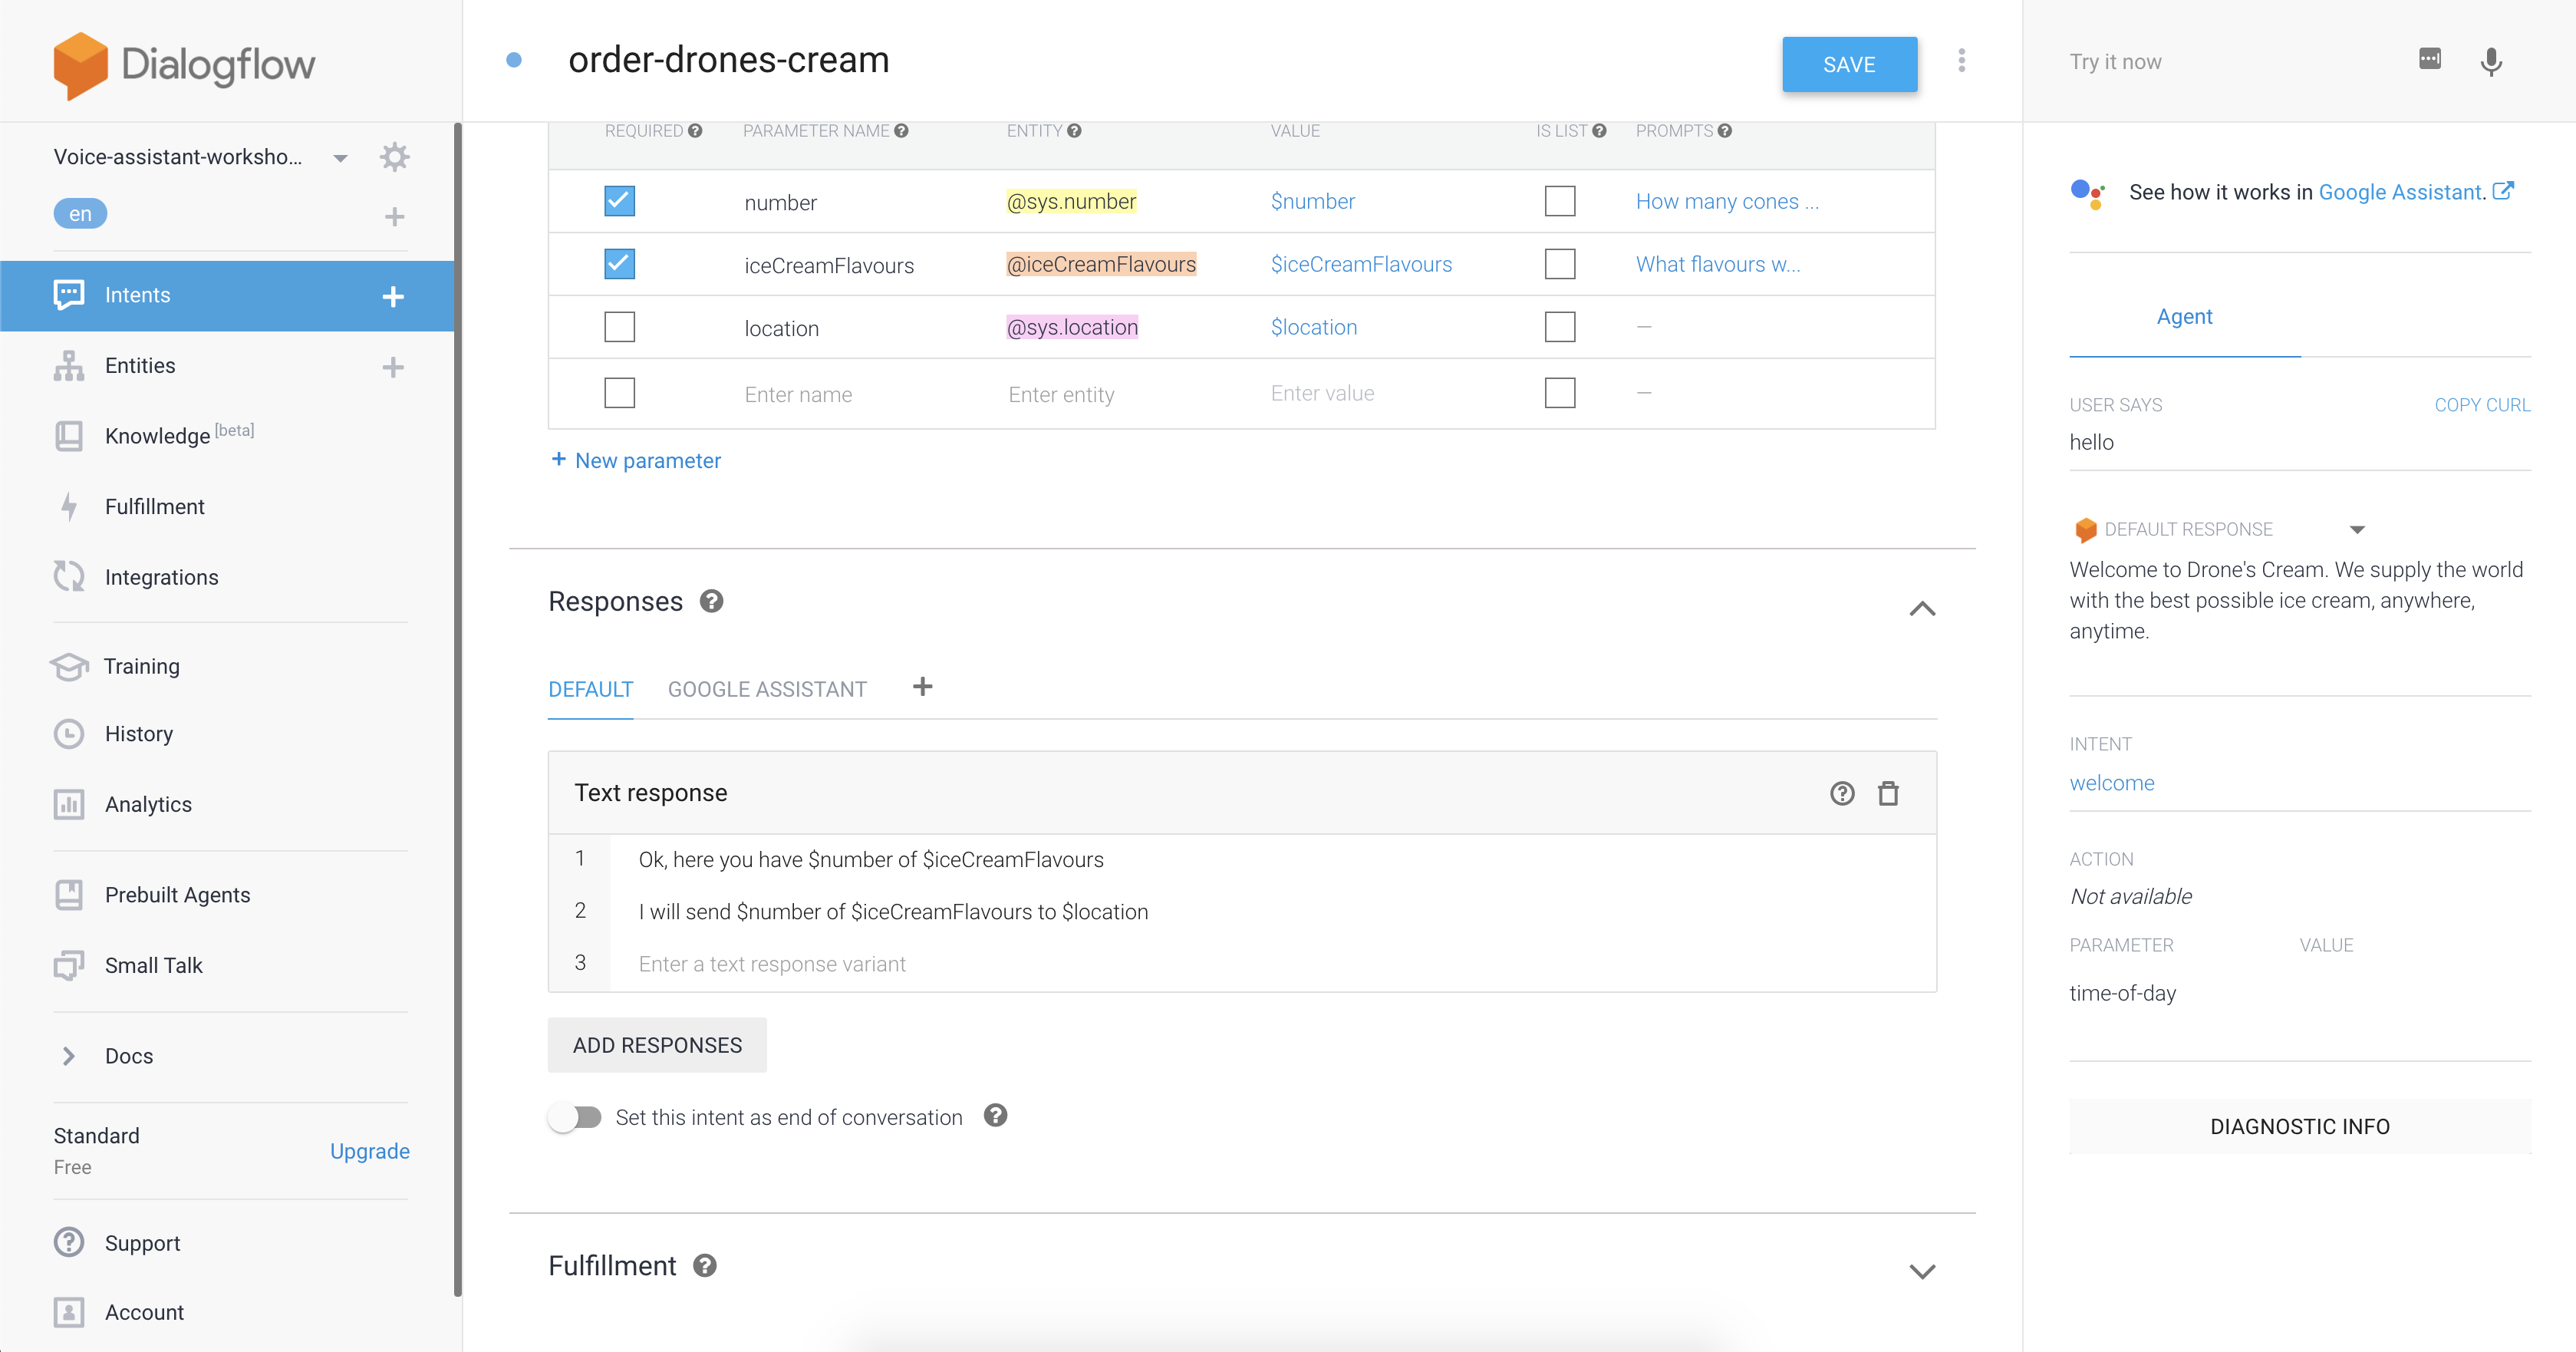 Dialogflow
Voice-assistant-worksho...
en
Intents
Entities
Knowledge [beta]
Fulfillment
Integrations
Training
History
Analytics
Prebuilt Agents
Small Talk
Docs
Standard
Free
Upgrade
Support
Account
order-drones-cream
SAVE
REQUIRED PARAMETER NAME ENTITY VALUE IS LIST PROMPTS
number @sys.number $number How many cones ...
iceCreamFlavours @iceCreamFlavours $iceCreamFlavours What flavours w...
location @sys.location $location –
Enter name Enter entity Enter value –
+ New parameter
Responses
DEFAULT GOOGLE ASSISTANT
Text response
1 Ok, here you have $number of $iceCreamFlavours
2 I will send $number of $iceCreamFlavours to $location
3 Enter a text response variant
ADD RESPONSES
Set this intent as end of conversation
Fulfillment
Try it now
See how it works in Google Assistant.
Agent
USER SAYS COPY CURL
hello
DEFAULT RESPONSE
Welcome to Drone's Cream. We supply the world
with the best possible ice cream, anywhere,
anytime.
INTENT
welcome
ACTION
Not available
PARAMETER VALUE
time-of-day
DIAGNOSTIC INFO